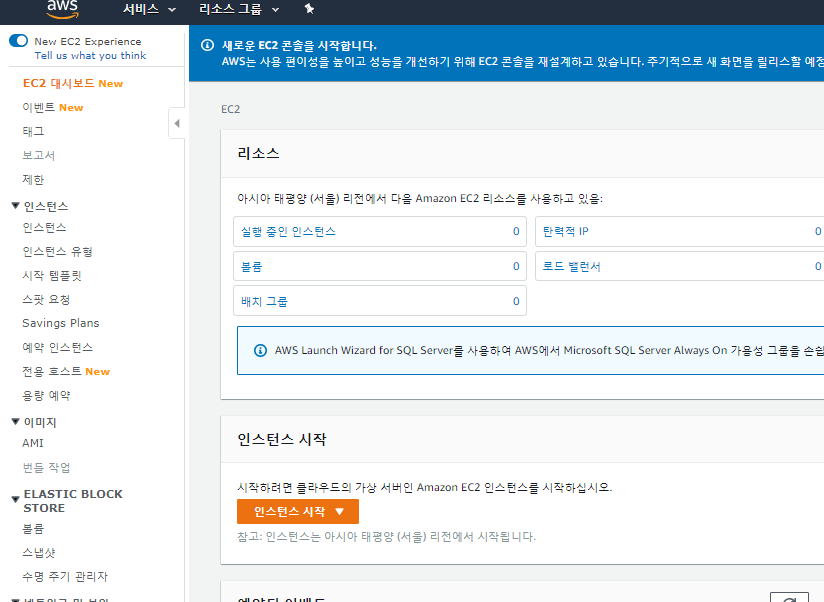 aws
서비스
리소스 그룹
New EC2 Experience
Tell us what you think
EC2 대시보드 New
이벤트 New
태그
보고서
제한
인스턴스
인스턴스
인스턴스 유형
시작 템플릿
스팟 요청
Savings Plans
예약 인스턴스
전용 호스트 New
용량 예약
이미지
AMI
번들 작업
ELASTIC BLOCK
STORE
볼륨
스냅샷
수명 주기 관리자
새로운 EC2 콘솔을 시작합니다.
AWS는 사용 편이성을 높이고 성능을 개선하기 위해 EC2 콘솔을 재설계하고 있습니다. 주기적으로 새 화면을 릴리스할 예정
EC2
리소스
아시아 태평양 (서울) 리전에서 다음 Amazon EC2 리소스를 사용하고 있음:
실행 중인 인스턴스 0
탄력적 IP 0
볼륨 0
로드 밸런서 0
배치 그룹 0
AWS Launch Wizard for SQL Server를 사용하여 AWS에서 Microsoft SQL Server Always On 가용성 그룹을 손쉽
인스턴스 시작
시작하려면 클라우드의 가상 서버인 Amazon EC2 인스턴스를 시작하십시오.
인스턴스 시작
참고: 인스턴스는 아시아 태평양 (서울) 리전에서 시작됩니다.